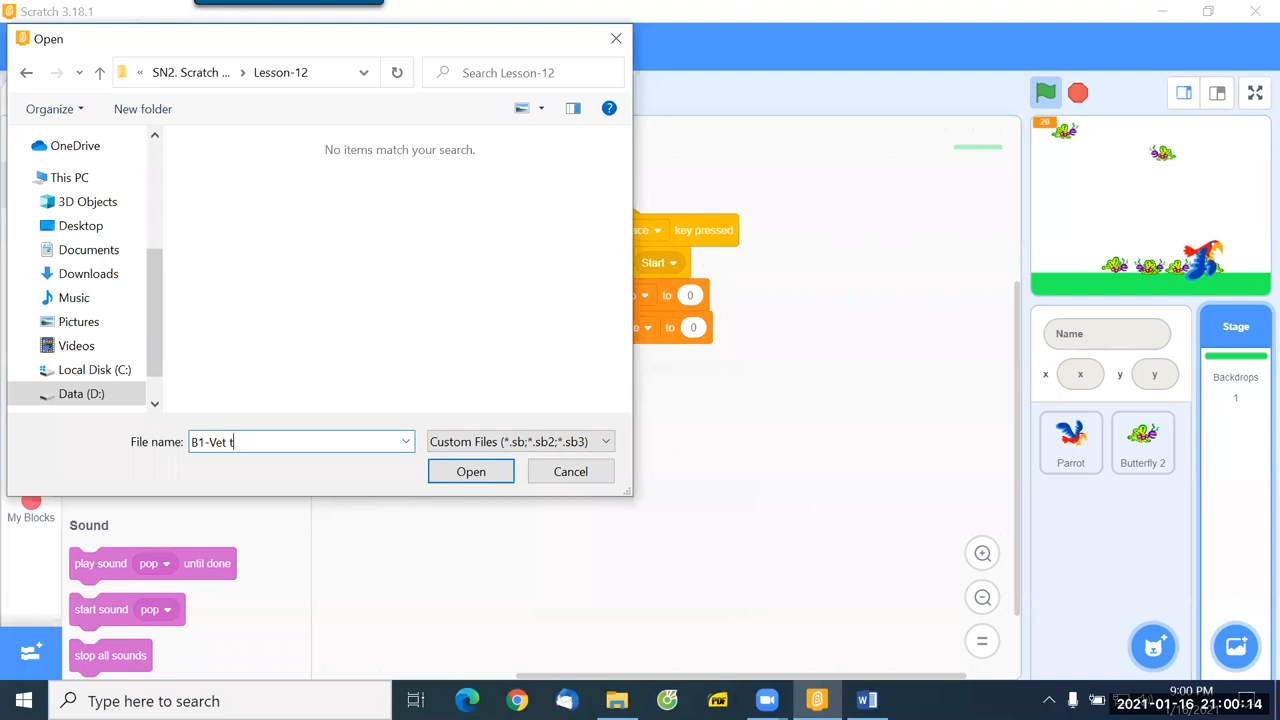 Scratch 3.18.1
Open
« SN2. Scratch ... › Lesson-12
Search Lesson-12
Organize
New folder
No items match your search.
OneDrive
This PC
3D Objects
Desktop
Documents
Downloads
Music
Pictures
Videos
Local Disk (C:)
Data (D:)
File name:
B1-Vet t
Custom Files (*.sb;*.sb2;*.sb3)
Open
Cancel
key pressed
Start
to 0
to 0
20
Name
x x y y
Stage
Backdrops
1
Parrot
Butterfly 2
My Blocks
Sound
play sound pop until done
start sound pop
stop all sounds
Type here to search
PDF
9:00 PM
2021-01-16 21:00:14